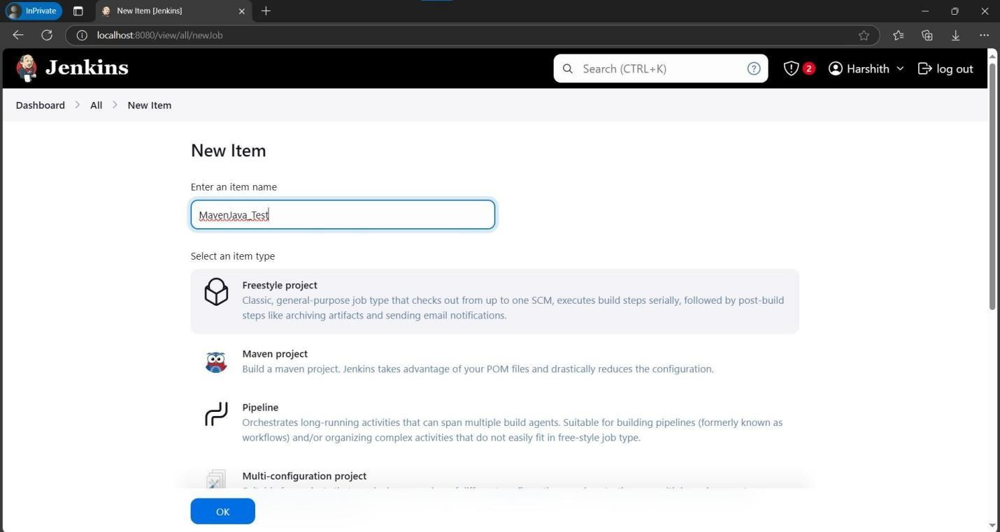 InPrivate
New Item [Jenkins]
localhost:8080/view/all/newJob
Jenkins
Search (CTRL+K)
?
2
Harshith
log out
Dashboard > All > New Item
New Item
Enter an item name
MavenJava_Test
Select an item type
Freestyle project
Classic, general-purpose job type that checks out from up to one SCM, executes build steps serially, followed by post-build
steps like archiving artifacts and sending email notifications.
Maven project
Build a maven project. Jenkins takes advantage of your POM files and drastically reduces the configuration.
Pipeline
Orchestrates long-running activities that can span multiple build agents. Suitable for building pipelines (formerly known as
workflows) and/or organizing complex activities that do not easily fit in free-style job type.
Multi-configuration project
OK